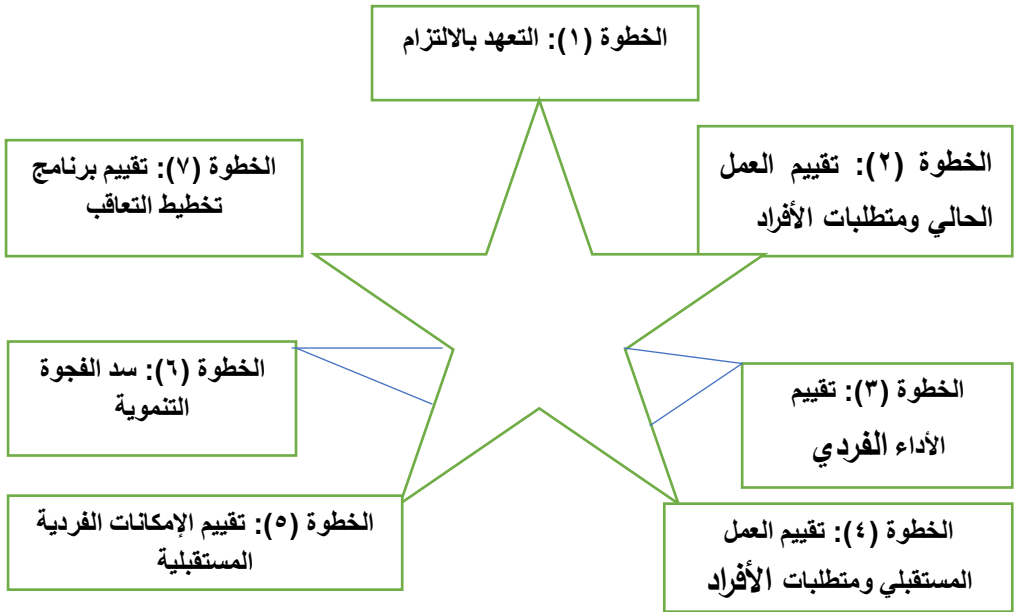 الخطوة (١): التعهد بالالتزام
الخطوة (٢): تقييم العمل
الحالي ومتطلبات الأفراد
الخطوة (٣): تقييم
الأداء الفردي
الخطوة (٤): تقييم العمل
المستقبلي ومتطلبات الأفراد
الخطوة (٥): تقييم الإمكانات الفردية
المستقبلية
الخطوة (٦): سد الفجوة
التنموية
الخطوة (٧): تقييم برنامج
تخطيط التعاقب